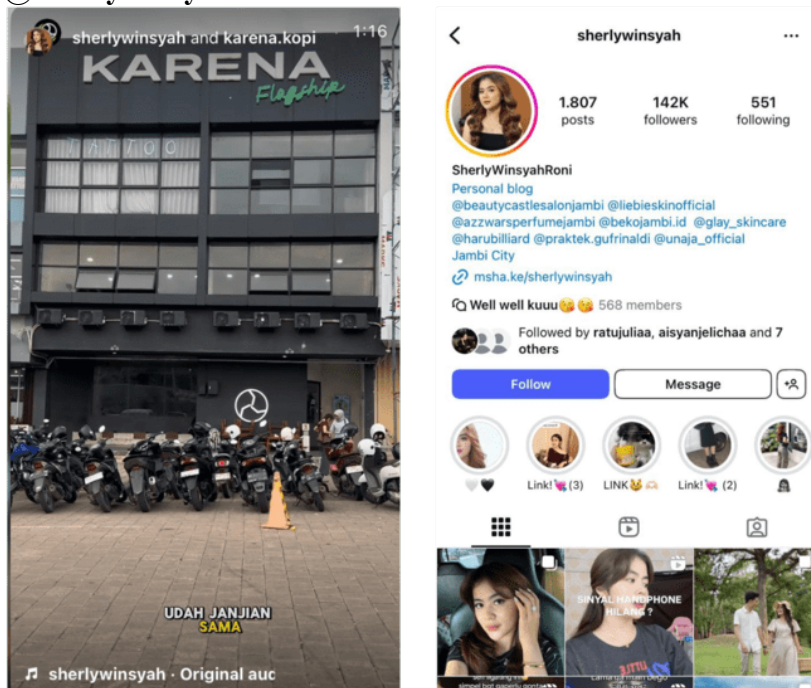 sherlywinsyah and karena.kopi
1:16
KARENA
Flagship
TATTOO
UDAH JANJIAN
SAMA
sherlywinsyah · Original aud
sherlywinsyah
1.807
posts
142K
followers
551
following
SherlyWinsyahRoni
Personal blog
@beautycastlesalonjambi @liebieskinofficial
@azzwarsperfumejambi @bekojambi.id @glay_skincare
@harubilliard @praktek.gufrinaldi @unaja_official
Jambi City
msha.ke/sherlywinsyah
Well well kuuu😘😘 568 members
Followed by ratujuliaa, aisyanjelichaa and 7
others
Follow
Message
Link!💘 (3)
LINK
Link!💘 (2)
SINYAL HANDPHONE
HILANG ?